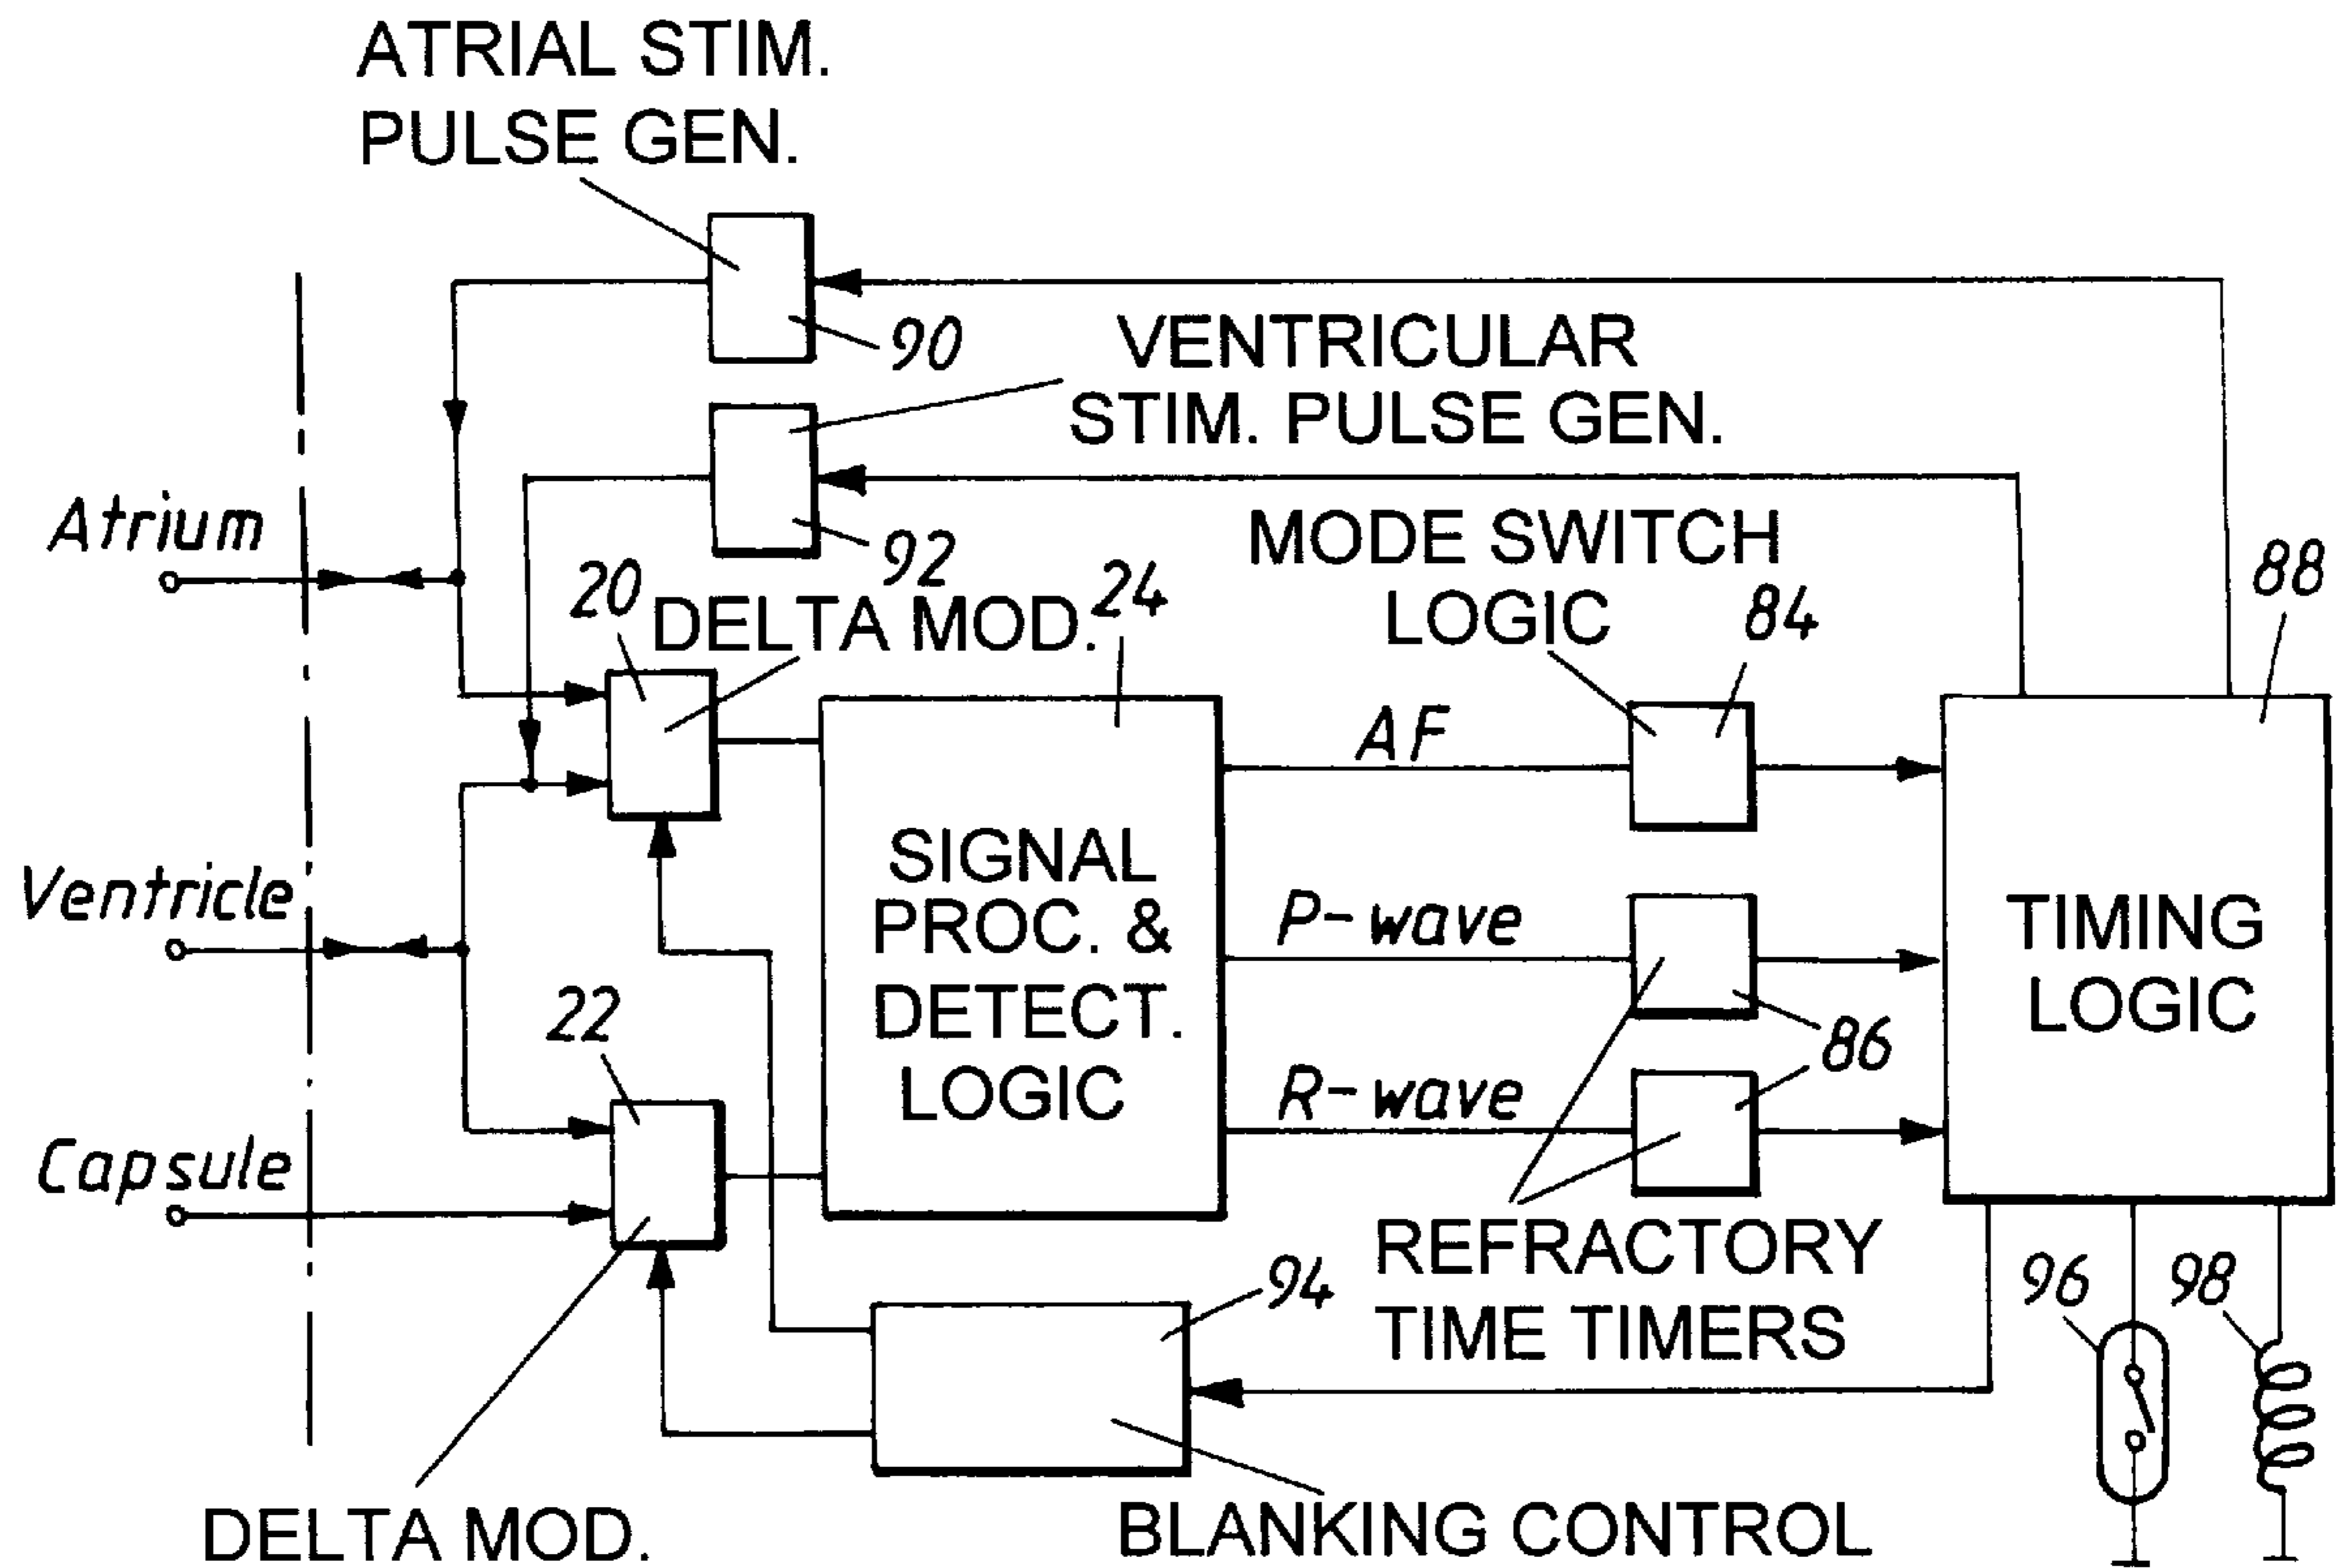 ATRIAL STIM.
PULSE GEN.
90
VENTRICULAR
STIM. PULSE GEN.
Atrium
92
MODE SWITCH
LOGIC
88
20
DELTA MOD.
24
84
AF
SIGNAL
PROC. &
DETECT.
LOGIC
Ventricle
P-wave
TIMING
LOGIC
22
86
R-wave
Capsule
REFRACTORY
TIME TIMERS
94
96
98
DELTA MOD.
BLANKING CONTROL